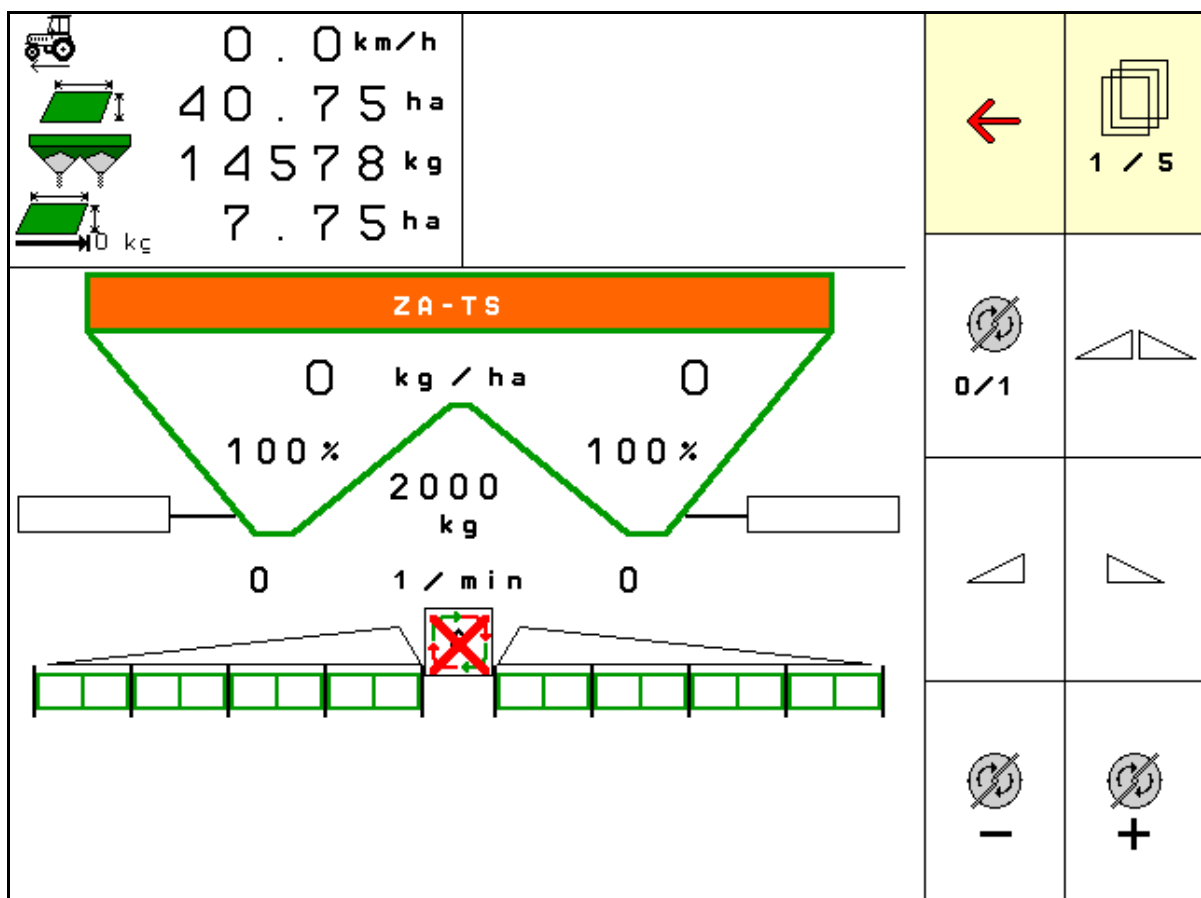 0.0 km/h
40.75 ha
14578 kg
7.75 ha
0 kg
1 / 5
ZA-TS
0 kg/ha 0
0/1
100% 100%
2000
kg
0 1/min 0
- +